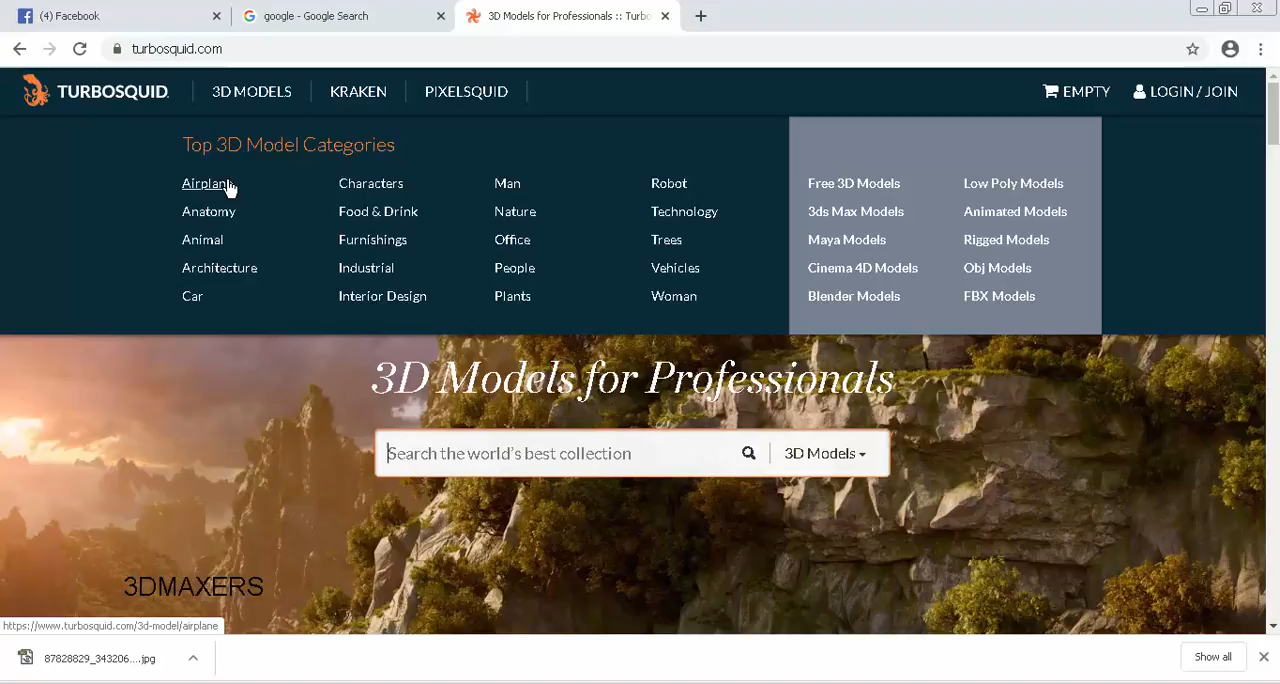 (4) Facebook
google - Google Search
3D Models for Professionals :: Turbo
turbosquid.com
TURBOSQUID
3D MODELS
KRAKEN
PIXELSQUID
EMPTY
LOGIN / JOIN
Top 3D Model Categories
Airplane Characters Man Robot Free 3D Models Low Poly Models
Anatomy Food & Drink Nature Technology 3ds Max Models Animated Models
Animal Furnishings Office Trees Maya Models Rigged Models
Architecture Industrial People Vehicles Cinema 4D Models Obj Models
Car Interior Design Plants Woman Blender Models FBX Models
3D Models for Professionals
Search the world's best collection
3D Models
3DMAXERS
https://www.turbosquid.com/3d-model/airplane
87828829_343206....jpg
Show all